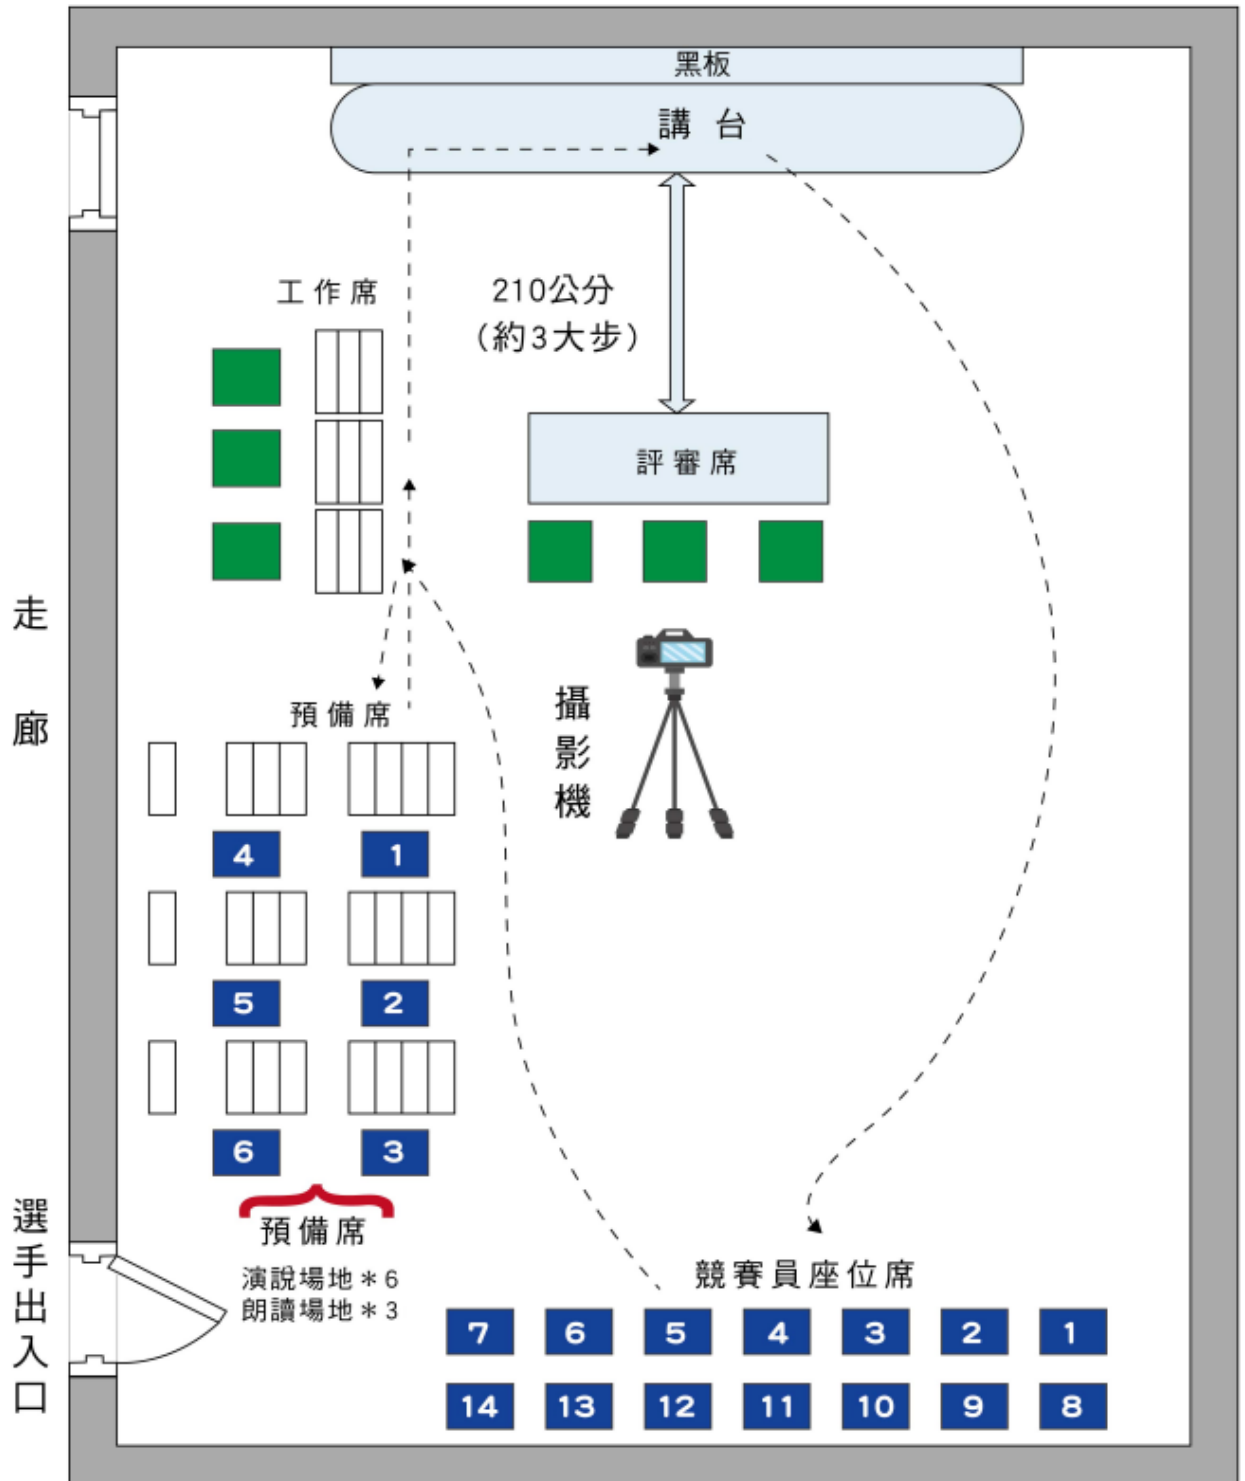 黑板
講台
工作席
210公分
(約3大步)
評審席
走廊
預備席
攝影機
4 1
5 2
6 3
預備席
演說場地*6
朗讀場地*3
選手出入口
競賽員座位席
7 6 5 4 3 2 1
14 13 12 11 10 9 8